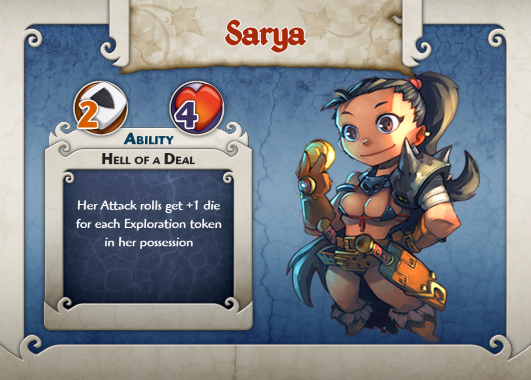 Sarya
2
4
Ability
Hell of a Deal
Her Attack rolls get +1 die
for each Exploration token
in her possession